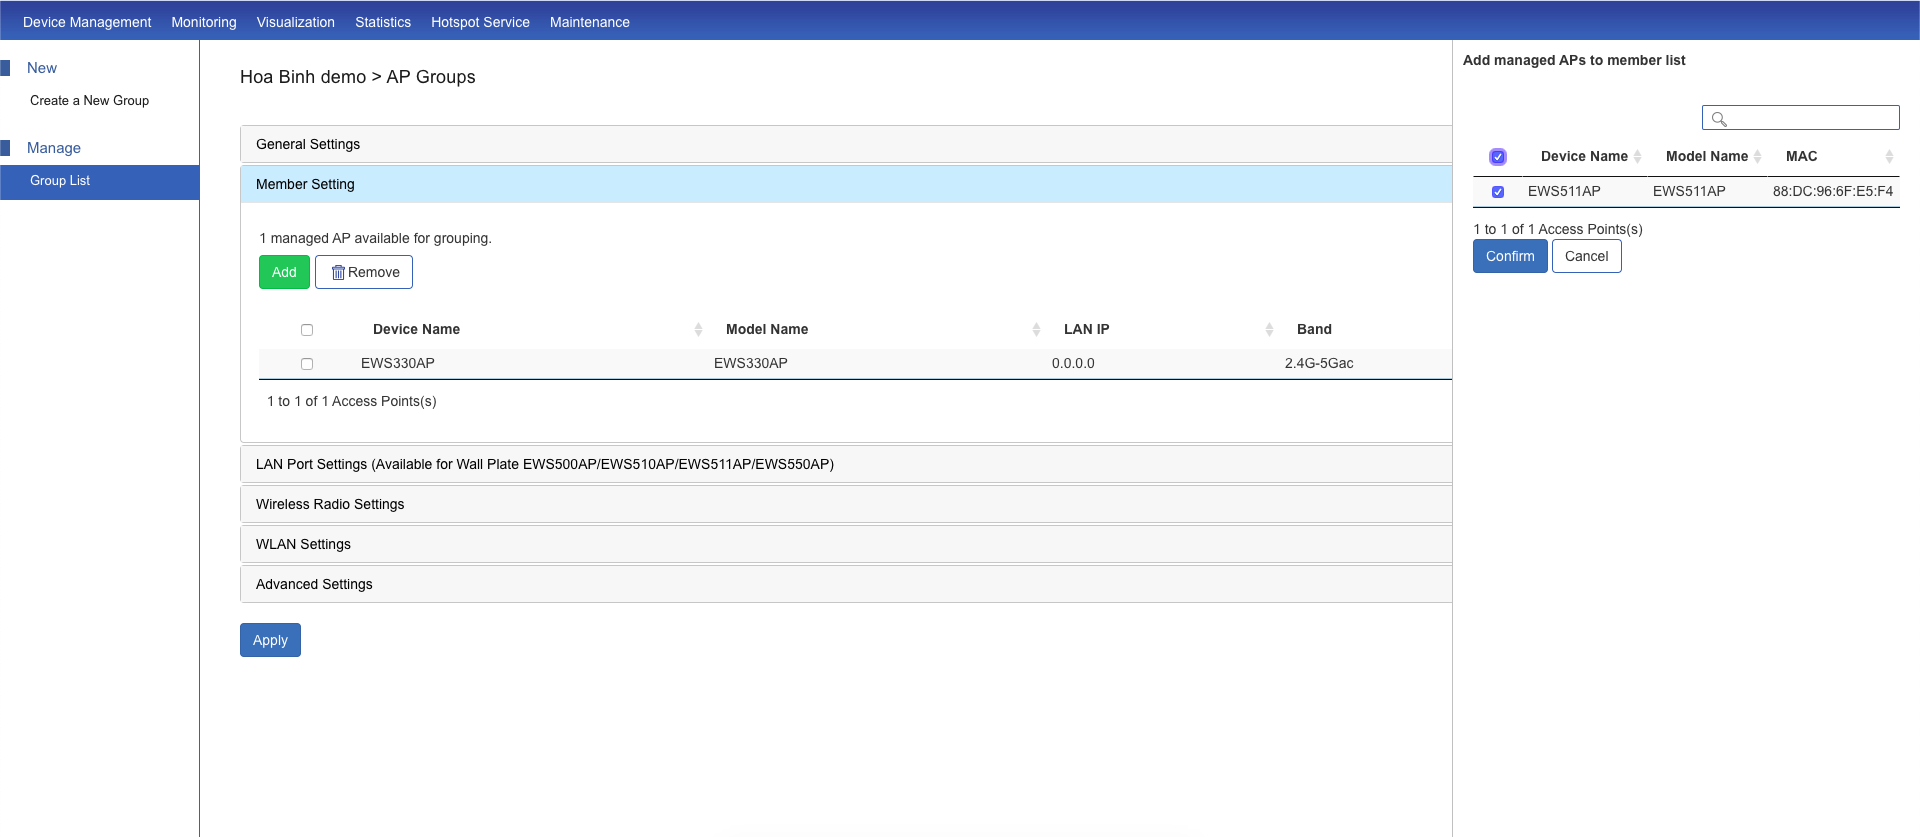 Device Management Monitoring Visualization Statistics Hotspot Service Maintenance
New
Create a New Group
Manage
Group List
Hoa Binh demo > AP Groups
General Settings
Member Setting
1 managed AP available for grouping.
Add Remove
Device Name Model Name LAN IP Band
EWS330AP EWS330AP 0.0.0.0 2.4G-5Gac
1 to 1 of 1 Access Points(s)
LAN Port Settings (Available for Wall Plate EWS500AP/EWS510AP/EWS511AP/EWS550AP)
Wireless Radio Settings
WLAN Settings
Advanced Settings
Apply
Add managed APs to member list
Device Name Model Name MAC
EWS511AP EWS511AP 88:DC:96:6F:E5:F4
1 to 1 of 1 Access Points(s)
Confirm Cancel